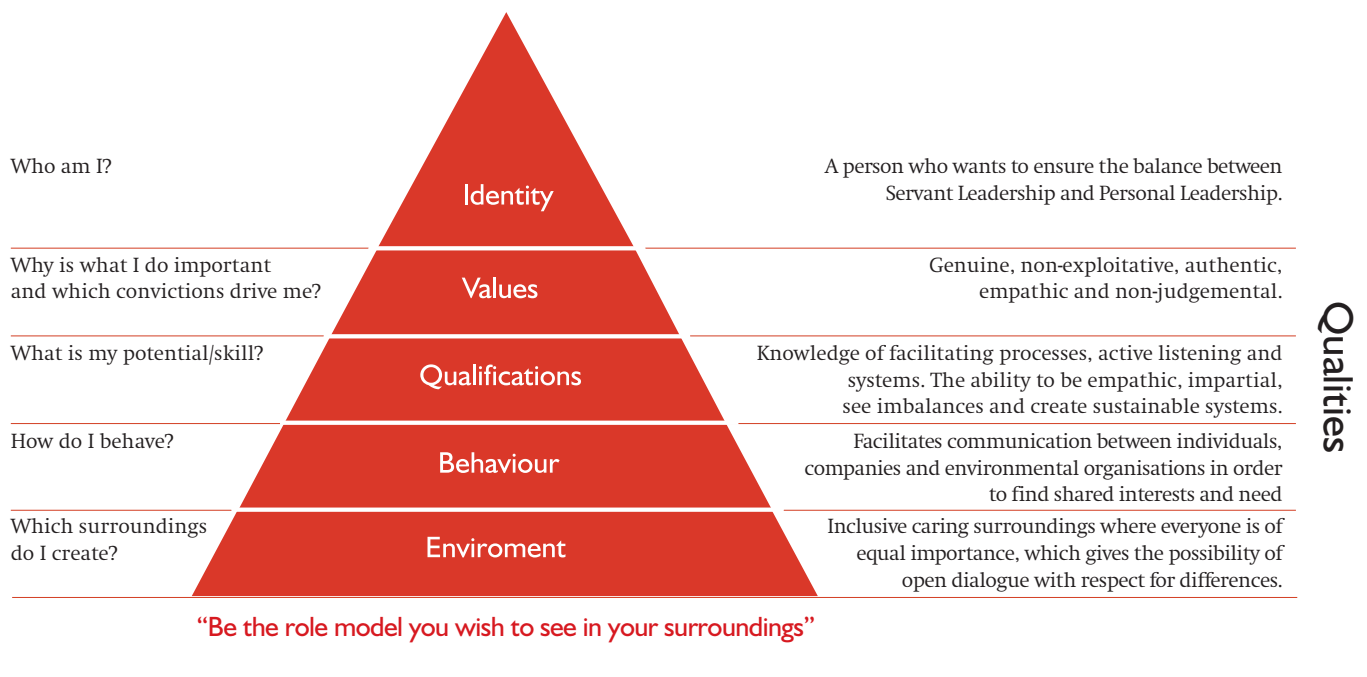 Who am I?
Identity
A person who wants to ensure the balance between
Servant Leadership and Personal Leadership.
Why is what I do important
and which convictions drive me?
Values
Genuine, non-exploitative, authentic,
empathic and non-judgemental.
What is my potential/skill?
Qualifications
Knowledge of facilitating processes, active listening and
systems. The ability to be empathic, impartial,
see imbalances and create sustainable systems.
How do I behave?
Behaviour
Facilitates communication between individuals,
companies and environmental organisations in order
to find shared interests and need
Which surroundings
do I create?
Enviroment
Inclusive caring surroundings where everyone is of
equal importance, which gives the possibility of
open dialogue with respect for differences.
Qualities
“Be the role model you wish to see in your surroundings”